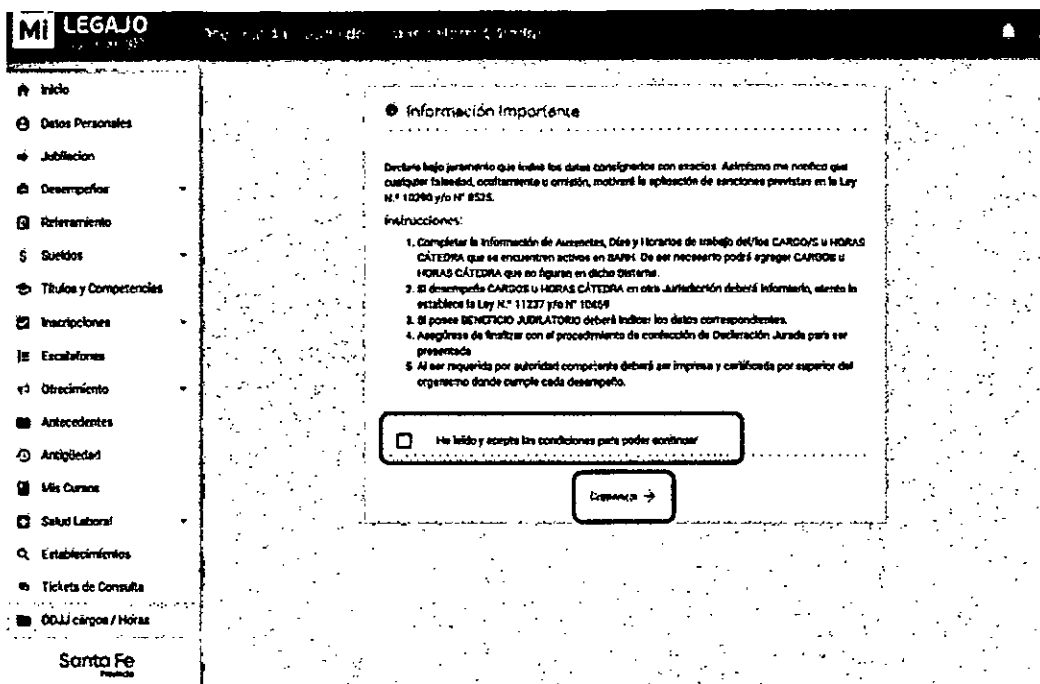 Mi LEGAJO
Inicio
Datos Personales
Jubilacion
Desempeños
Relevamiento
Sueldos
Títulos y Competencias
Inscripciones
Escalafones
Ofrecimiento
Antecedentes
Antigüedad
Mis Cursos
Salud Laboral
Establecimientos
Tickets de Consulta
DDJJ cargos / Horas
Santa Fe
Provincia
Información Importante
Declaro bajo juramento que todos los datos consignados son exactos. Asimismo me notifico que
cualquier falsedad, ocultamiento u omisión, motivará la aplicación de sanciones previstas en la Ley
N.º 10290 y/o N° 8525.
Instrucciones:
1. Completar la Información de Días y Horarios de trabajo del/los CARGO/S u HORAS
CÁTEDRA que se encuentren activos en SARH. De ser necesario podrá agregar CARGOS u
HORAS CÁTEDRA que no figuran en dicho Sistema.
2. Si desempeña CARGOS u HORAS CÁTEDRA en otra Jurisdicción deberá informarlo, atento lo
establece la Ley N.º 11237 y/o N° 10469
3. Si posee BENEFICIO JUBILATORIO deberá indicar los datos correspondientes.
4. Asegúrese de finalizar con el procedimiento de confección de Declaración Jurada para ser
presentada
5. Al ser requerida por autoridad competente deberá ser impresa y certificada por superior del
organismo donde cumple cada desempeño.
He leído y acepto las condiciones para poder continuar
Comenzar →